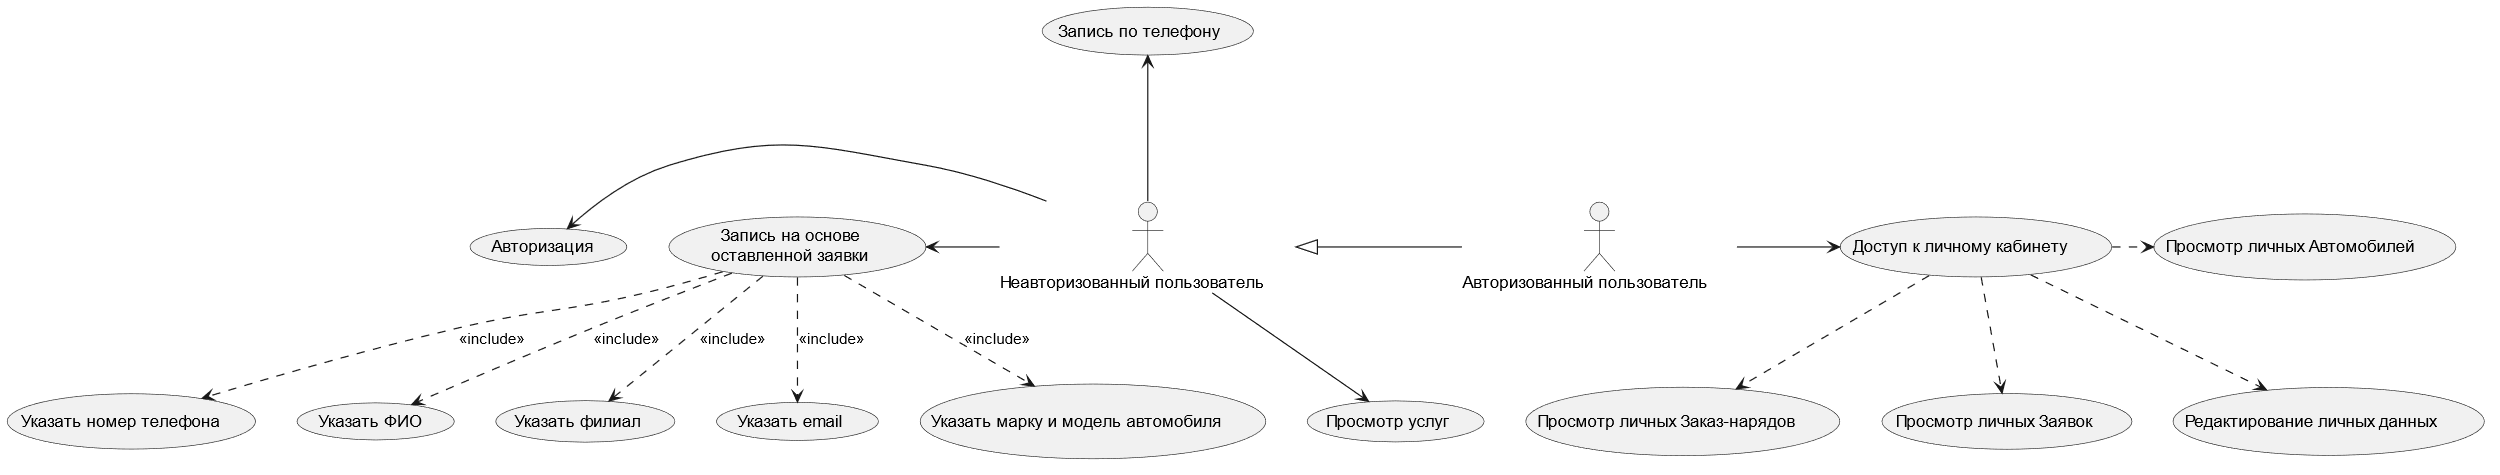 Запись по телефону
Авторизация
Запись на основе
оставленной заявки
Неавторизованный пользователь
Авторизованный пользователь
Доступ к личному кабинету
Просмотр личных Автомобилей
«include»
«include»
«include»
«include»
«include»
Указать номер телефона
Указать ФИО
Указать филиал
Указать email
Указать марку и модель автомобиля
Просмотр услуг
Просмотр личных Заказ-нарядов
Просмотр личных Заявок
Редактирование личных данных